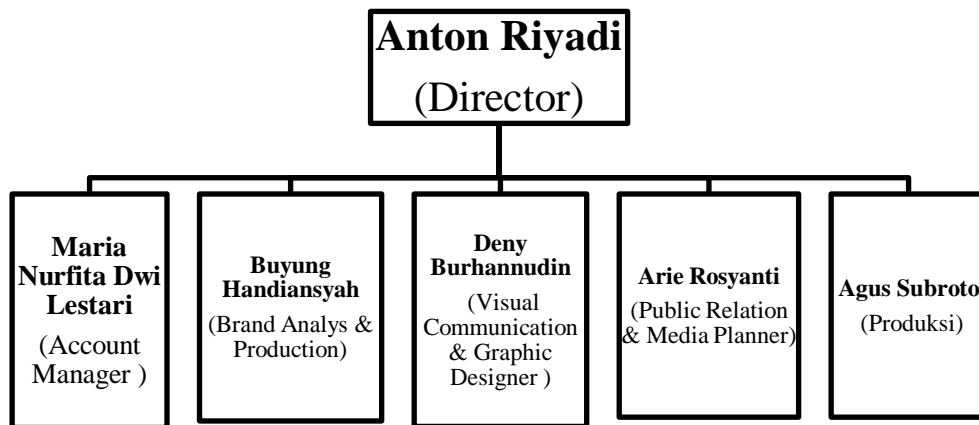 Anton Riyadi
(Director)
Maria
Nurfita Dwi
Lestari
(Account
Manager )
Buyung
Handiansyah
(Brand Analys &
Production)
Deny
Burhannudin
(Visual
Communication
& Graphic
Designer )
Arie Rosyanti
(Public Relation
& Media Planner)
Agus Subroto
(Produksi)